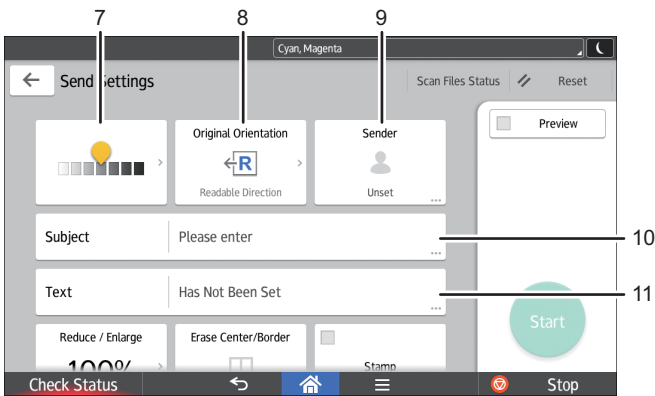 7 8 9
Cyan, Magenta
Send Settings
Scan Files Status
Reset
Original Orientation
Sender
Preview
R
Readable Direction
Unset
Subject
Please enter
10
Text
Has Not Been Set
11
Start
Reduce / Enlarge
Erase Center/Border
100%
Stamp
Check Status
Stop